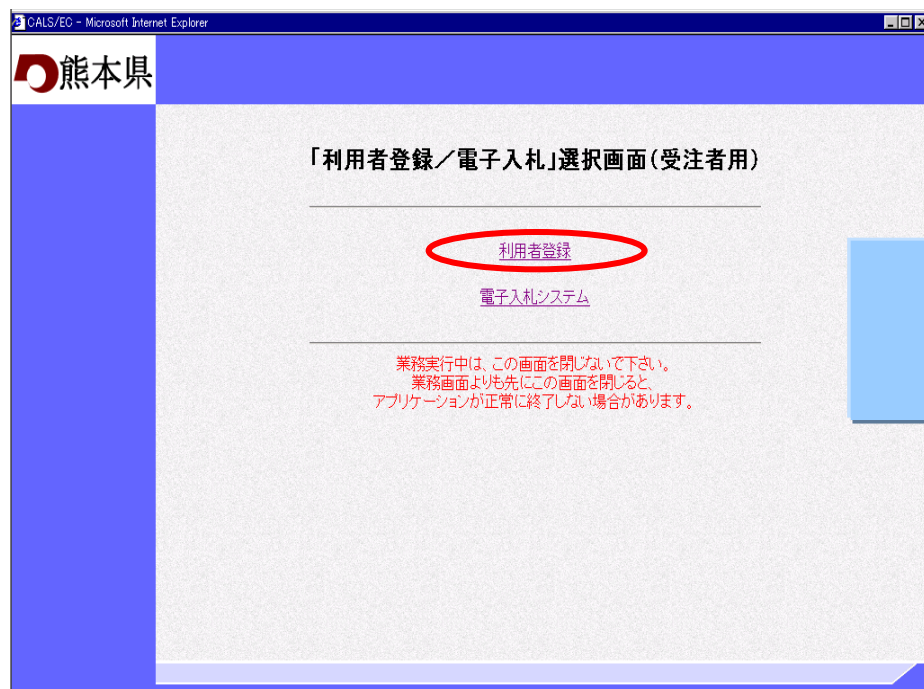 CALS/EC - Microsoft Internet Explorer
熊本県
「利用者登録／電子入札」選択画面（受注者用）
利用者登録
電子入札システム
業務実行中は、この画面を閉じないで下さい。
業務画面よりも先にこの画面を閉じると、
アプリケーションが正常に終了しない場合があります。